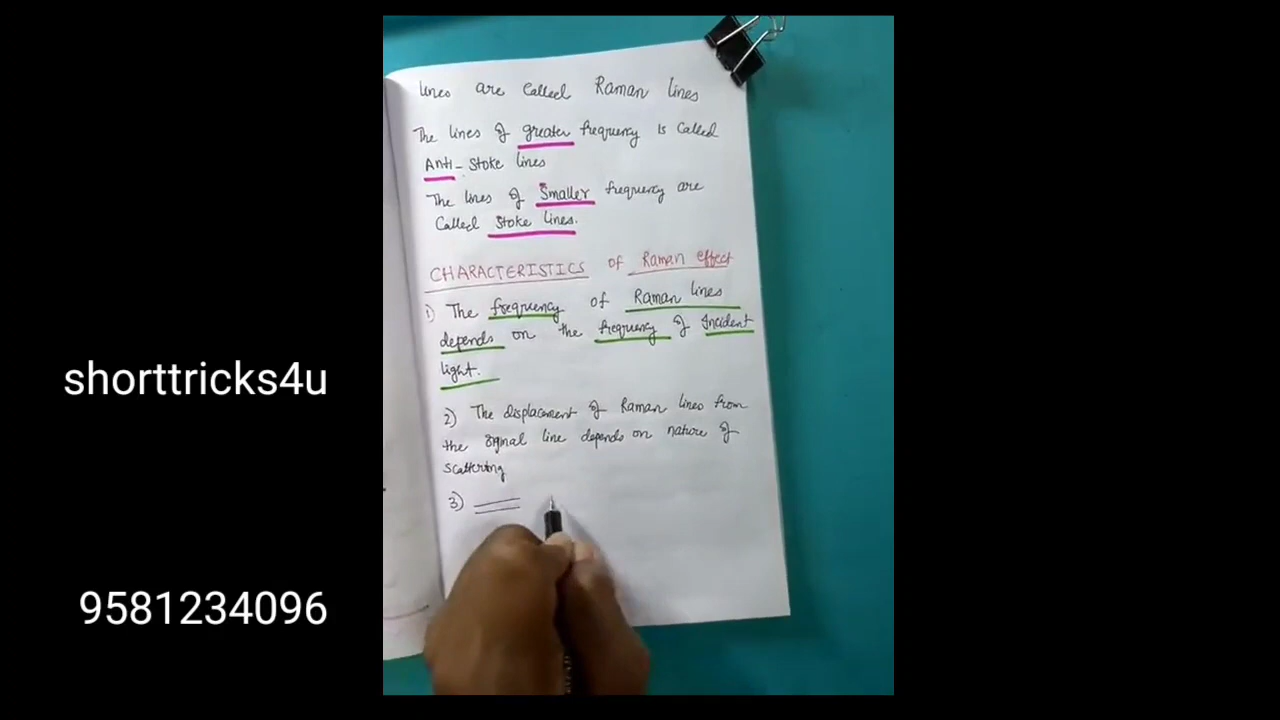 lines are called Raman lines
The lines of greater frequency is called
Anti-Stoke lines
The lines of Smaller frequency are
Called Stoke lines.
CHARACTERISTICS of Raman effect
1) The frequency of Raman lines
depends on the frequency of Incident
light.
2) The displacement of Raman lines from
the orginal line depends on nature of
scattering
3)
shorttricks4u
9581234096